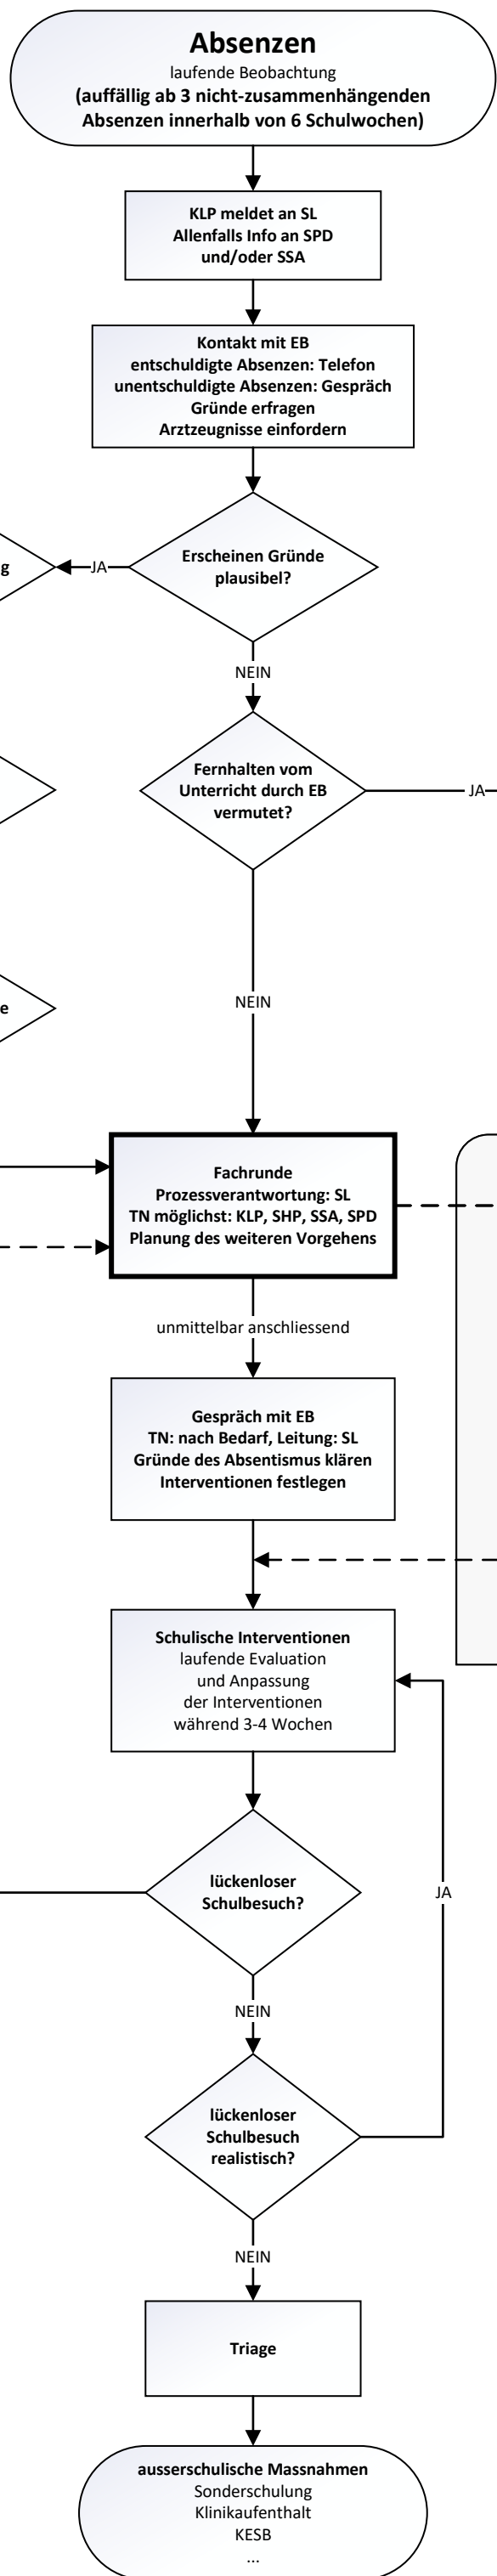 Absenzen
laufende Beobachtung
(auffällig ab 3 nicht-zusammenhängenden
Absenzen innerhalb von 6 Schulwochen)
KLP meldet an SL
Allenfalls Info an SPD
und/oder SSA
Kontakt mit EB
entschuldigte Absenzen: Telefon
unentschuldigte Absenzen: Gespräch
Gründe erfragen
Arztzeugnisse einfordern
Erscheinen Gründe
plausibel?
JA
g
NEIN
Fernhalten vom
Unterricht durch EB
vermutet?
JA
NEIN
e
Fachrunde
Prozessverantwortung: SL
TN möglichst: KLP, SHP, SSA, SPD
Planung des weiteren Vorgehens
unmittelbar anschliessend
Gespräch mit EB
TN: nach Bedarf, Leitung: SL
Gründe des Absentismus klären
Interventionen festlegen
Schulische Interventionen
laufende Evaluation
und Anpassung
der Interventionen
während 3-4 Wochen
lückenloser
Schulbesuch?
JA
NEIN
lückenloser
Schulbesuch
realistisch?
NEIN
Triage
ausserschulische Massnahmen
Sonderschulung
Klinikaufenthalt
KESB
...